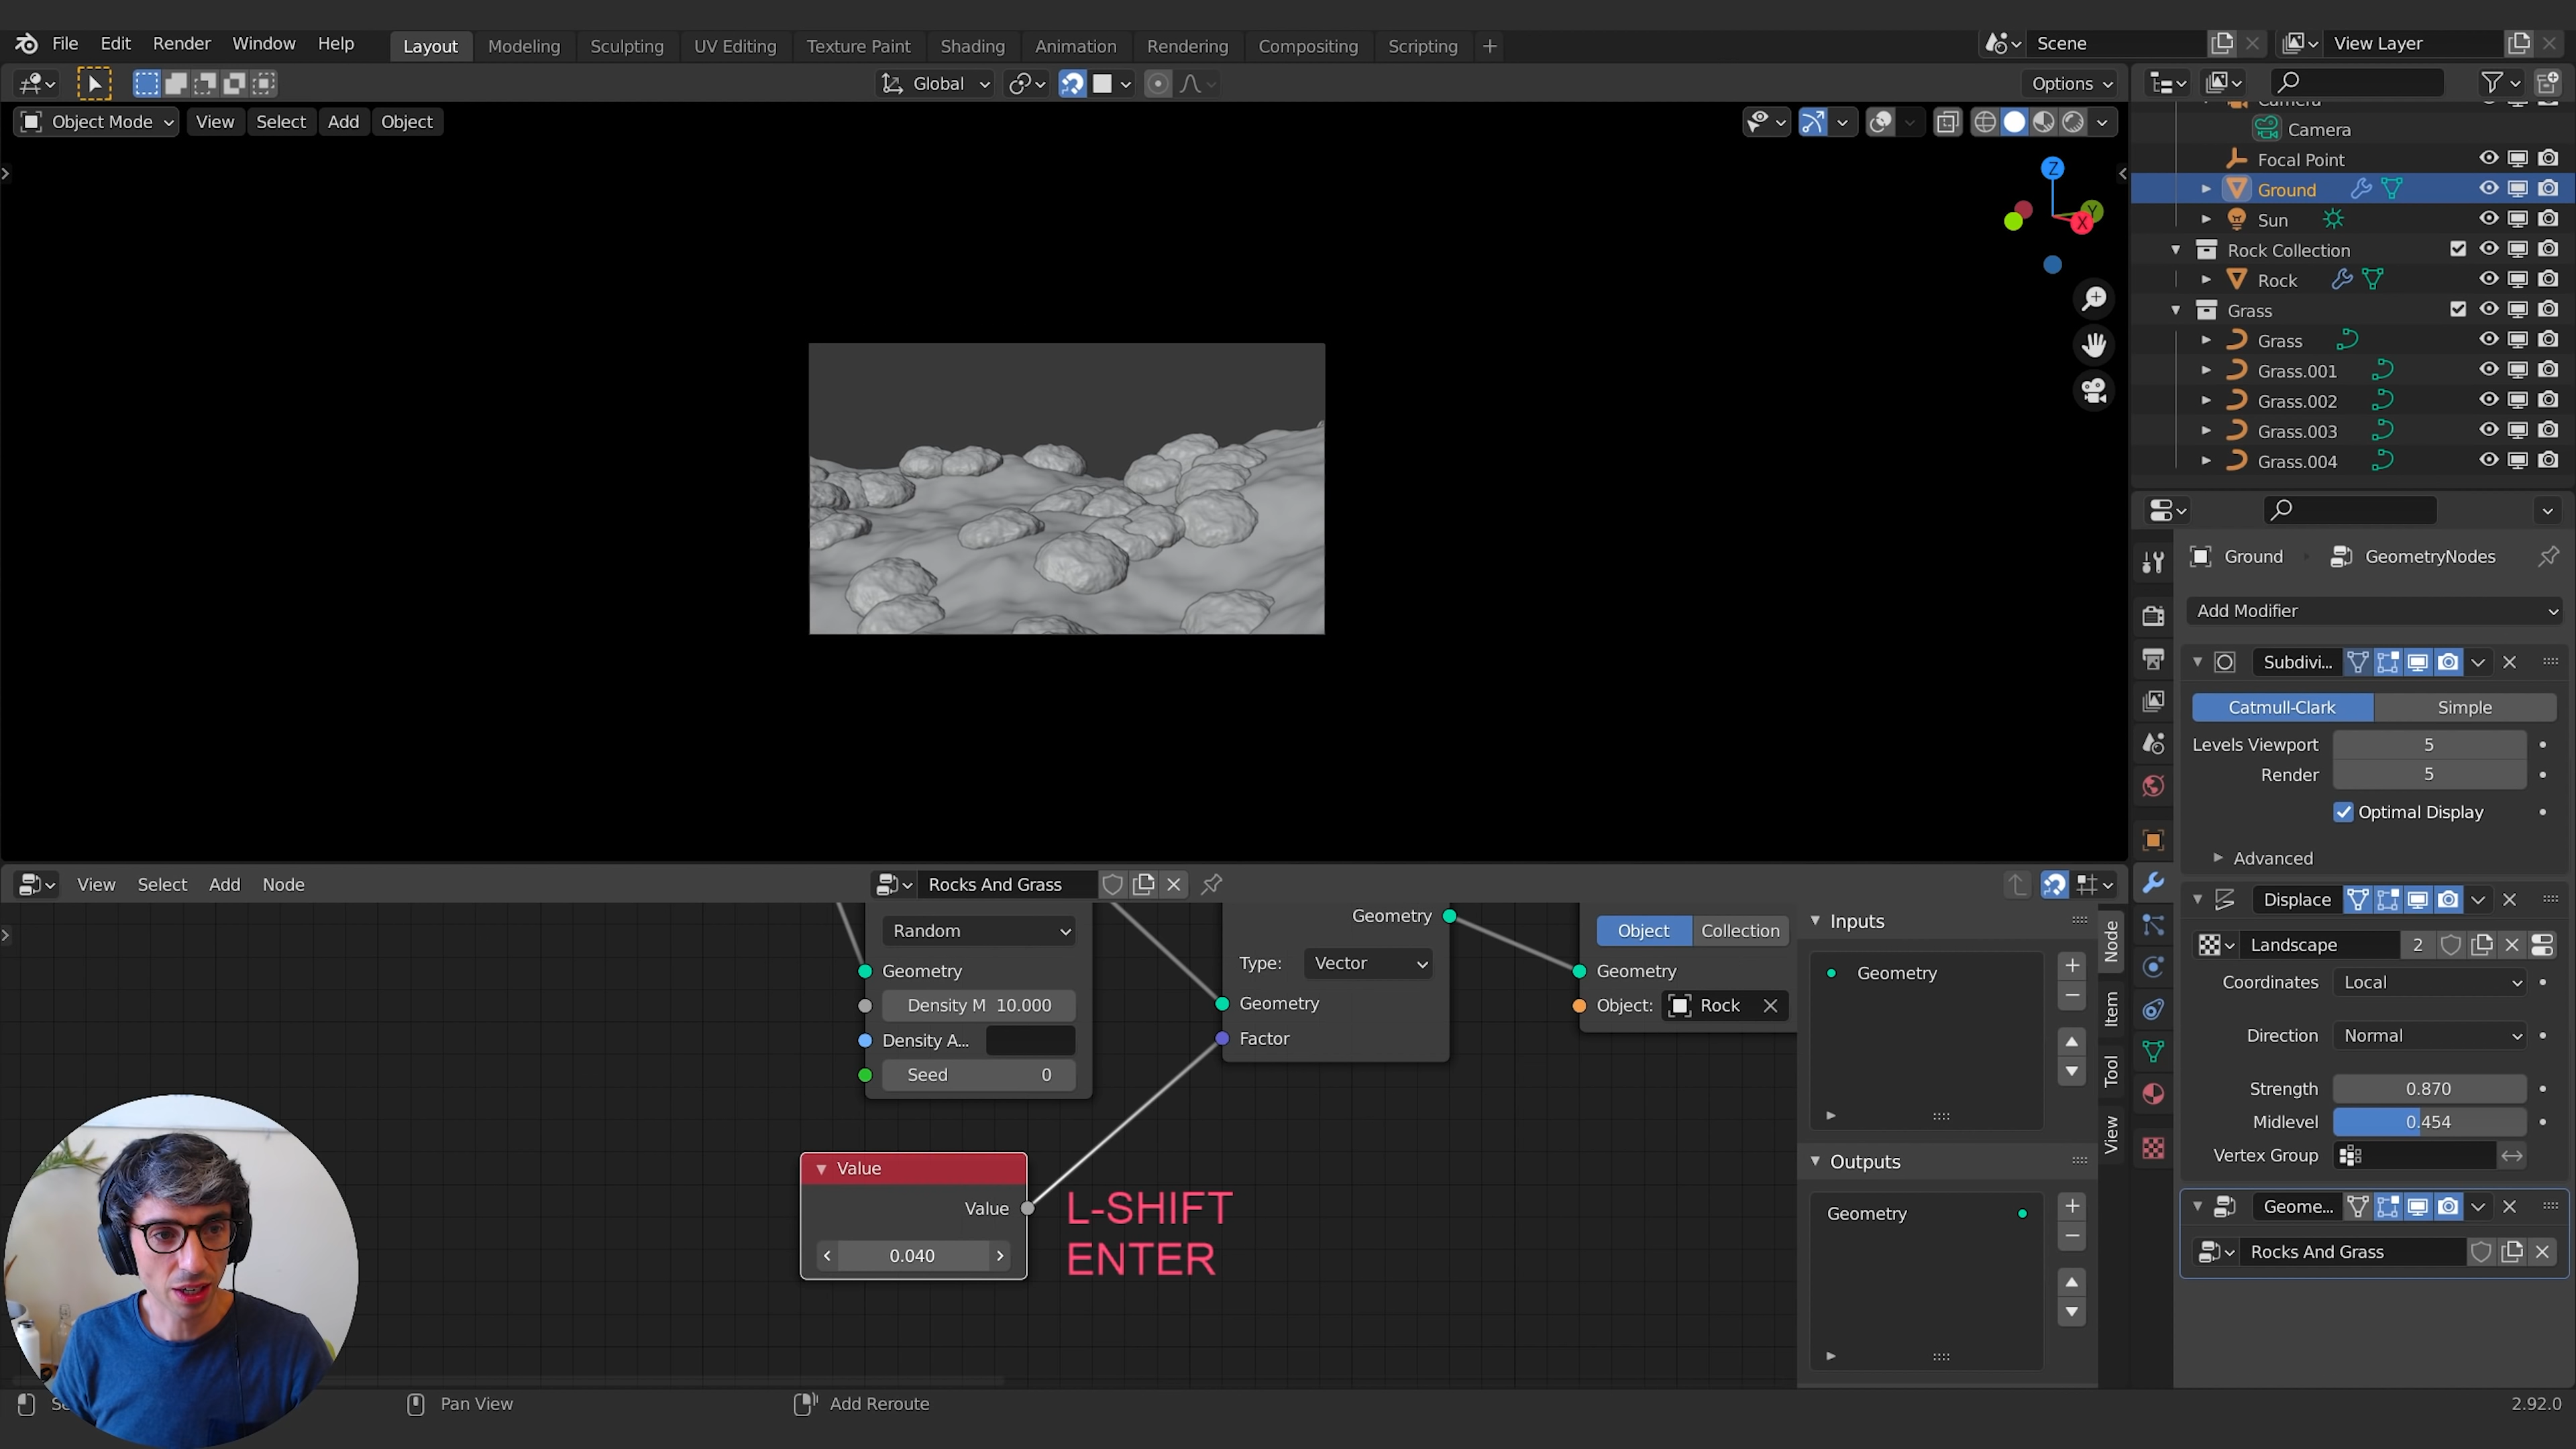 File Edit Render Window Help Layout Modeling Sculpting UV Editing Texture Paint Shading Animation Rendering Compositing Scripting + Scene View Layer
Global Options
Object Mode View Select Add Object
Z
Y
X
Camera
Camera
Focal Point
Ground
Sun
Rock Collection
Rock
Grass
Grass
Grass.001
Grass.002
Grass.003
Grass.004
Ground GeometryNodes
Add Modifier
Subdivi...
Catmull-Clark Simple
Levels Viewport 5
Render 5
Optimal Display
Advanced
Displace
Landscape 2
Coordinates Local
Direction Normal
Strength 0.870
Midlevel 0.454
Vertex Group
Geome...
Rocks And Grass
View Select Add Node Rocks And Grass
Random
Geometry
Density M 10.000
Density A...
Seed 0
Geometry
Type: Vector
Geometry
Factor
Object Collection
Geometry
Object: Rock
Value
Value
0.040
L-SHIFT
ENTER
Inputs
Geometry
Outputs
Geometry
Node
Item
Tool
View
Pan View
Add Reroute
2.92.0